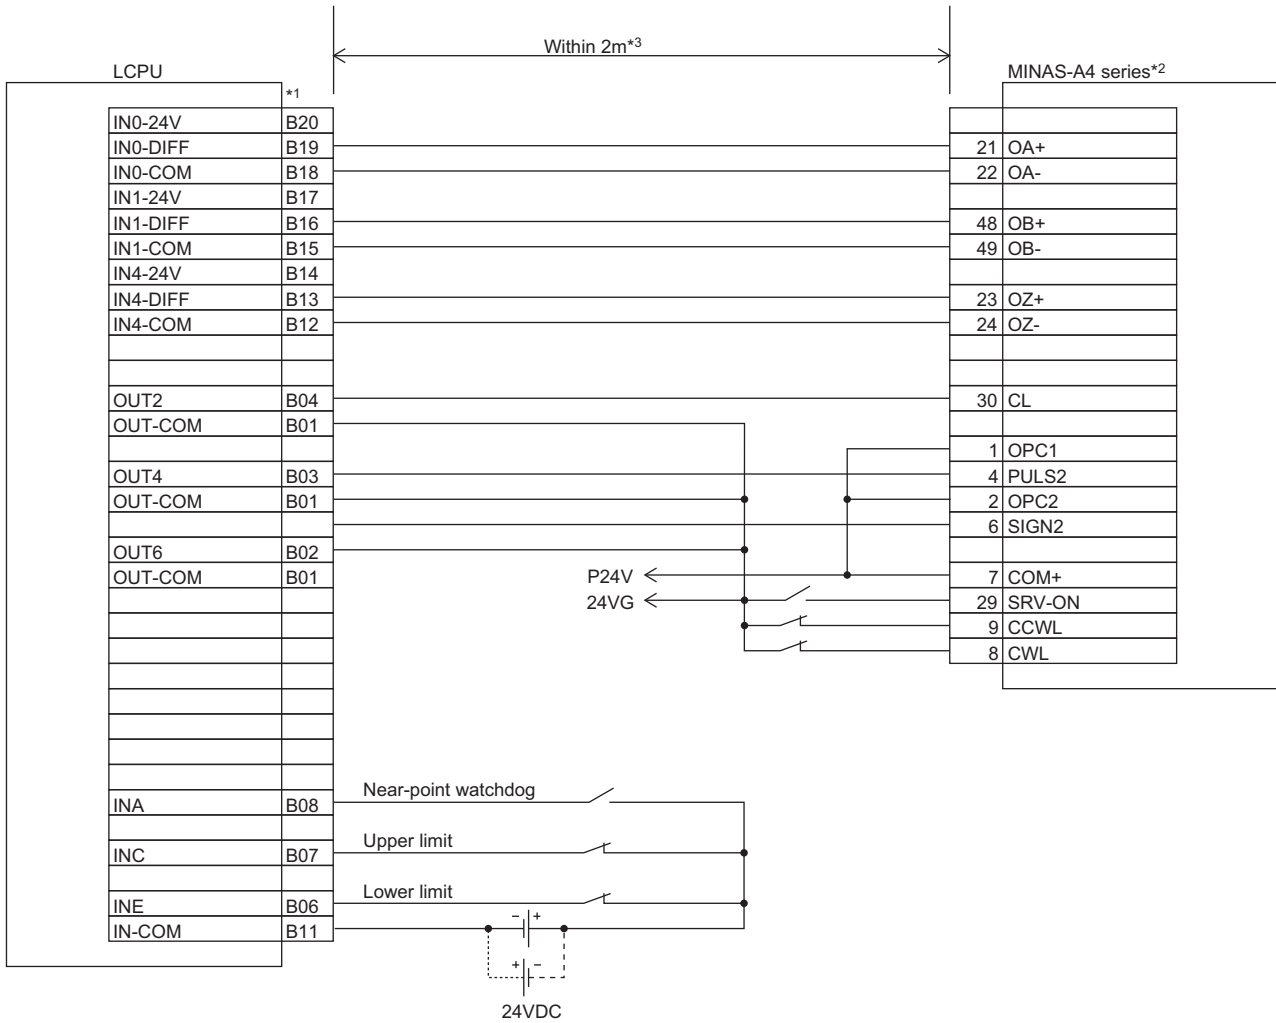 Within 2m*3
LCPU
MINAS-A4 series*2
*1
IN0-24V B20
IN0-DIFF B19 21 OA+
IN0-COM B18 22 OA-
IN1-24V B17
IN1-DIFF B16 48 OB+
IN1-COM B15 49 OB-
IN4-24V B14
IN4-DIFF B13 23 OZ+
IN4-COM B12 24 OZ-
OUT2 B04 30 CL
OUT-COM B01
1 OPC1
OUT4 B03 4 PULS2
OUT-COM B01 2 OPC2
6 SIGN2
OUT6 B02
OUT-COM B01 P24V 7 COM+
24VG 29 SRV-ON
9 CCWL
8 CWL
Near-point watchdog
INA B08
Upper limit
INC B07
Lower limit
INE B06
- +
IN-COM B11
+ -
24VDC